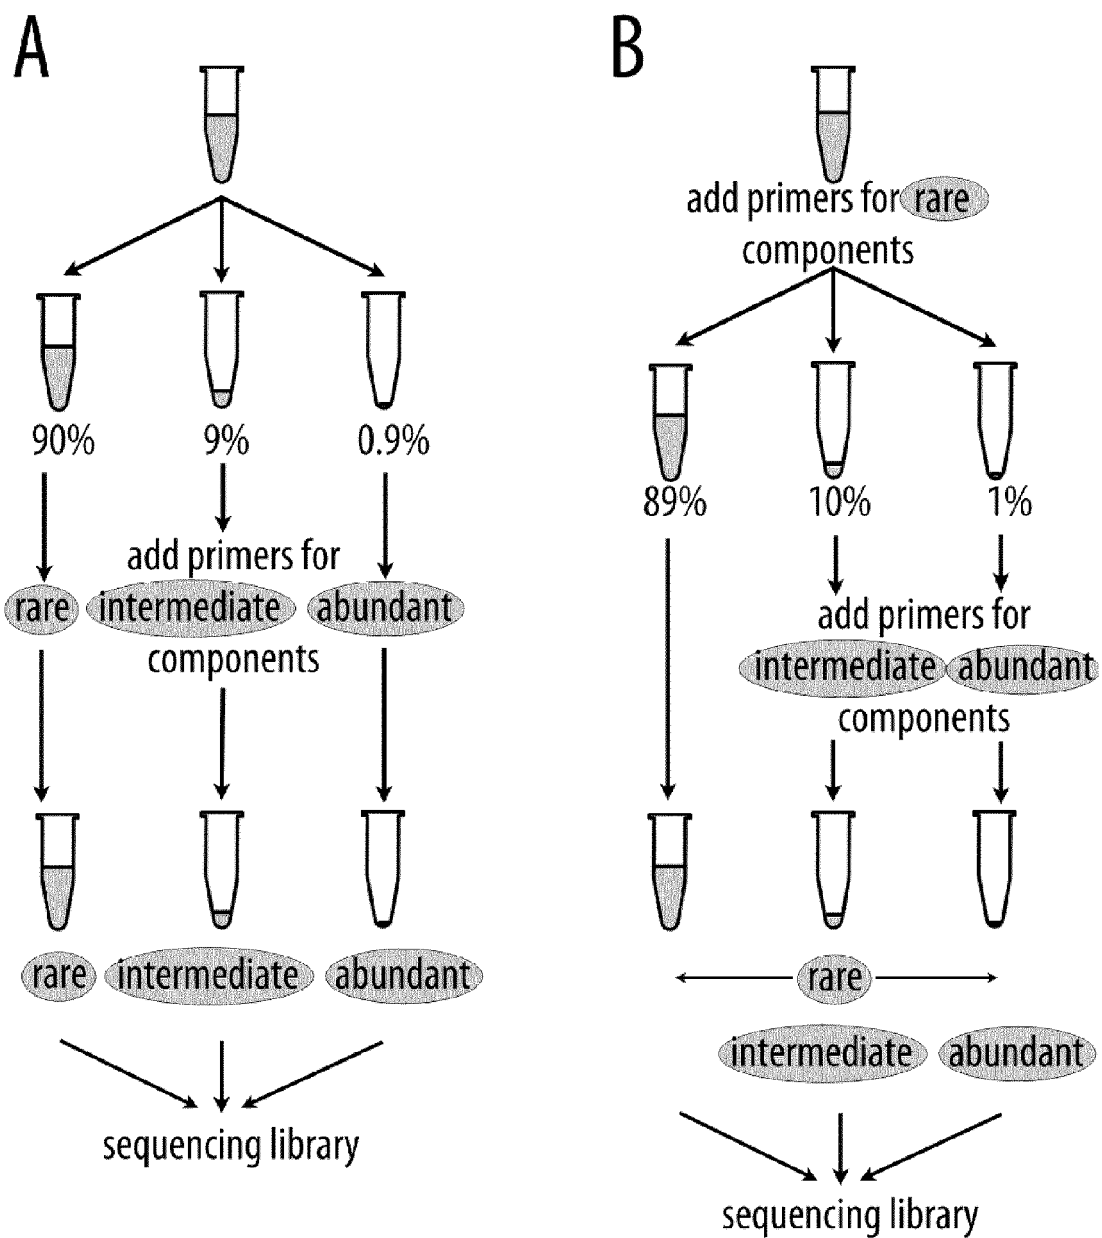 A
90% 9% 0.9%
add primers for
rare intermediate abundant
components
rare intermediate abundant
sequencing library
B
add primers for rare
components
89% 10% 1%
add primers for
intermediate abundant
components
rare
intermediate abundant
sequencing library